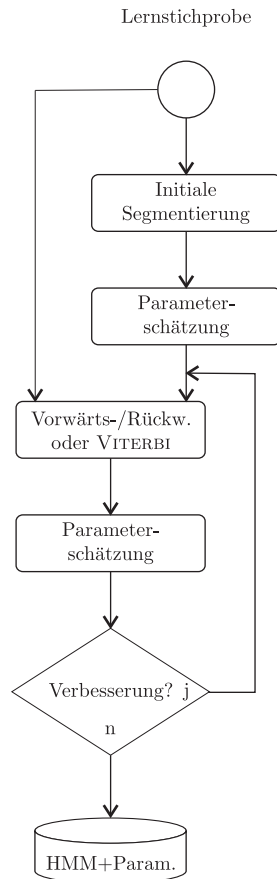 Lernstichprobe
Initiale
Segmentierung
Parameter-
schätzung
Vorwärts-/Rückw.
oder VITERBI
Parameter-
schätzung
Verbesserung? j
n
HMM+Param.